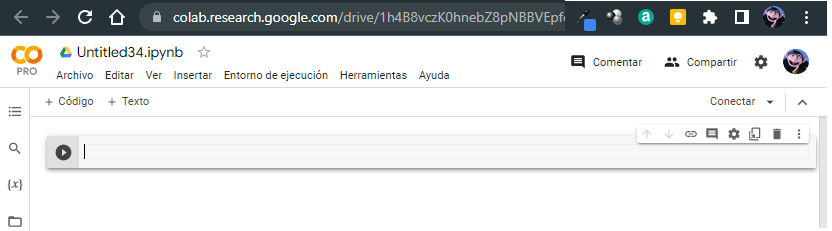 colab.research.google.com/drive/1h4B8vczK0hnebZ8pNBBVEpf
CO
PRO
Untitled34.ipynb
Archivo Editar Ver Insertar Entorno de ejecución Herramientas Ayuda
Comentar
Compartir
+ Código + Texto
Conectar
{x}